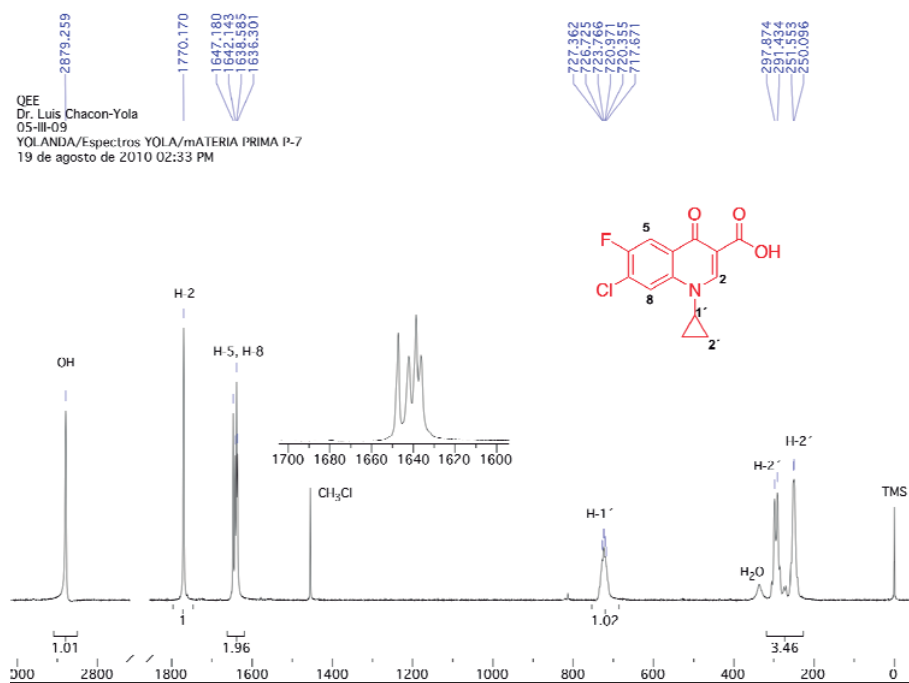 2879.259
1770.170
1647.180
1642.143
1638.585
1636.301
727.362
726.725
723.766
720.971
720.355
717.671
297.874
291.434
251.553
250.096
QEE
Dr. Luis Chacon-Yola
05-III-09
YOLANDA/Espectros YOLA/mATERIA PRIMA P-7
19 de agosto de 2010 02:33 PM
O O
F 5 OH
2
Cl 8 N
1´
2´
H-2
OH
H-5, H-8
1700 1680 1660 1640 1620 1600
CH3Cl
H-1´
H-2´
H-2´
H2O
TMS
1.01
1
1.96
1.02
3.46
000 2800 1800 1600 1400 1200 1000 800 600 400 200 0